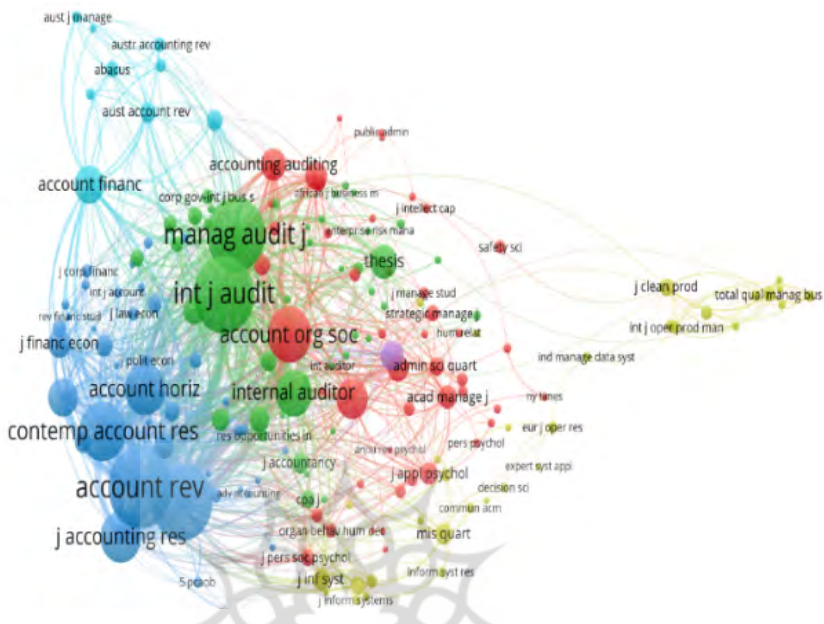 aust j manage
austr accounting rev
abacus
aust account rev
public admin
accounting auditing
account financ
african j business m
corp gov-int j bus s
j intellect cap
enterprise risk mana
manag audit j
safety sci
thesis
j corp financ
j clean prod
int j account
int j audit
j manage stud
total qual manag bus
rev financ stud
j law econ
strategic manage j
int j oper prod man
account org soc
hum relat
j financ econ
j polit econ
int auditor
admin sci quart
ind manage data syst
account horiz
internal auditor
acad manage j
ny times
contemp account res
res opportunities in
eur j oper res
annu rev psychol
pers psychol
j accountancy
j appl psychol
expert syst appl
account rev
adv accounting
decision sci
cpa j
commun acm
j accounting res
organ behav hum dec
mis quart
j pers soc psychol
5 pcaob
j inf syst
inform syst res
j inform systems